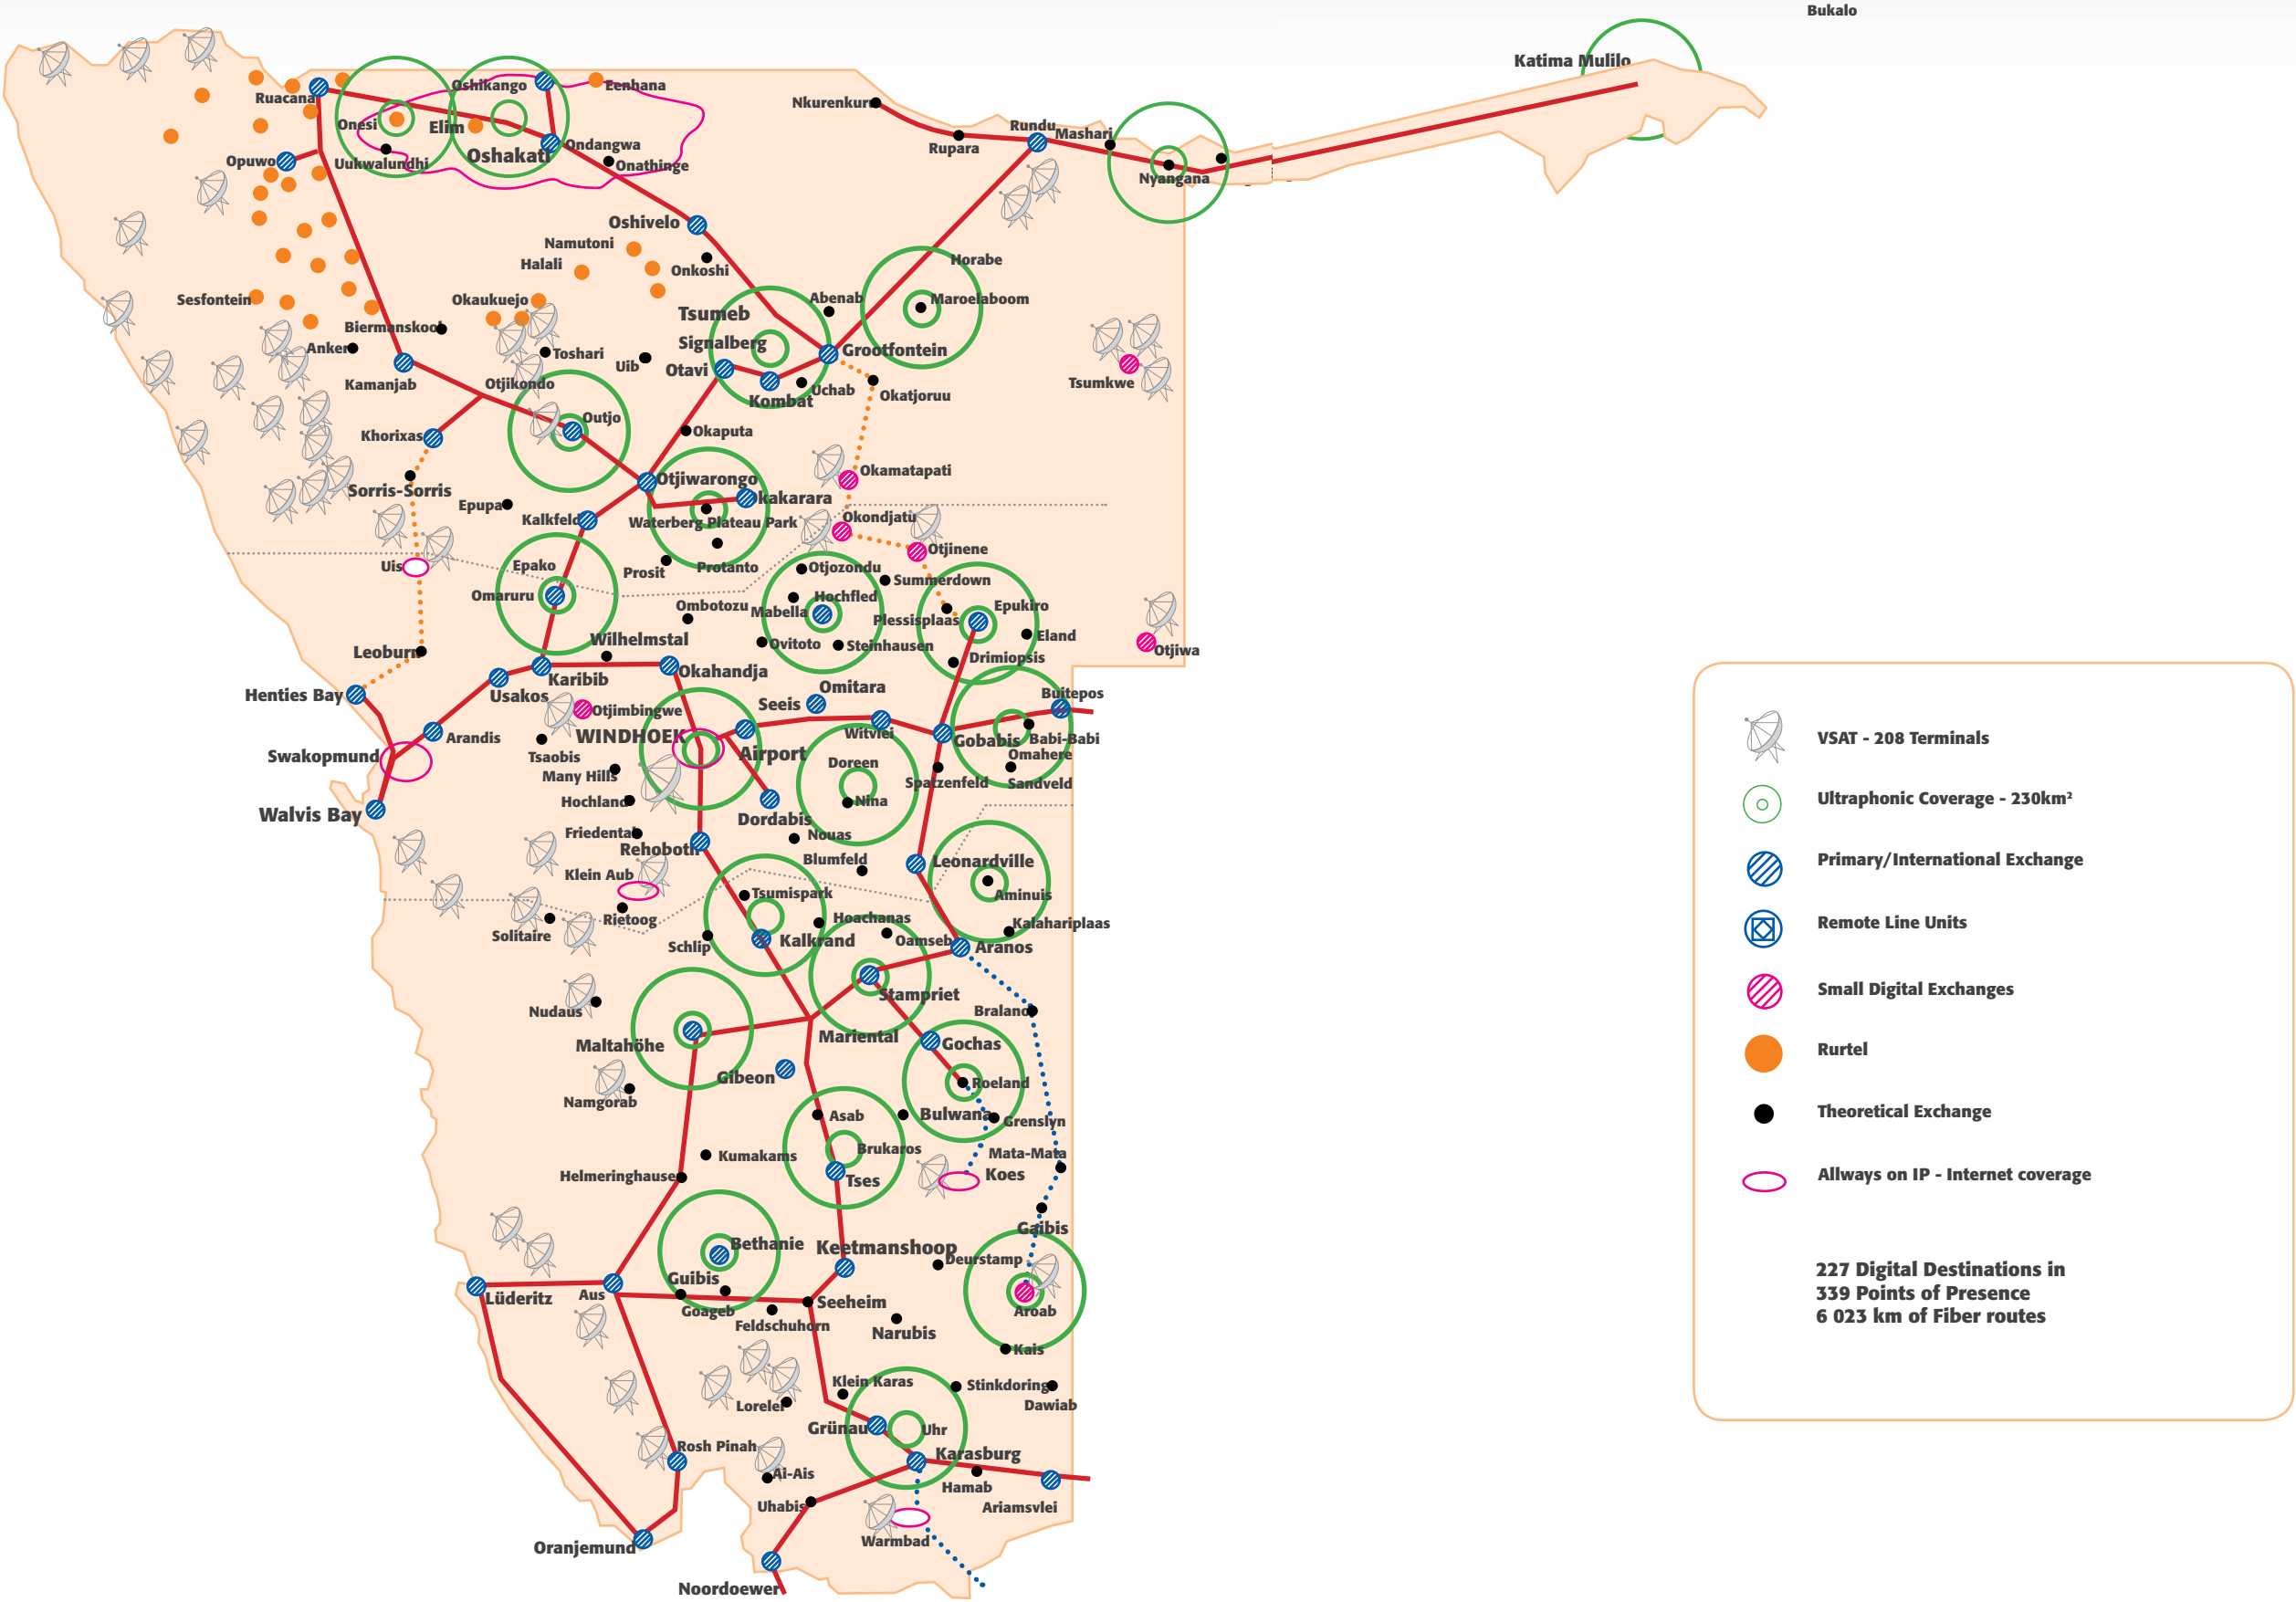 Bukalo
Katima Mulilo
Oshikango
Eenhana
Ruacana
Nkurenkuru
Onesi
Elim
Rundu
Mashari
Ondangwa
Rupara
Oshakati
Opuwo
Uukwalundhi
Onathinge
Nyangana
Oshivelo
Namutoni
Halali
Onkoshi
Horabe
Sesfontein
Okaukuejo
Abenab
Maroelaboom
Tsumeb
Biermanskool
Signalberg
Anker
Toshari
Grootfontein
Uib
Otavi
Kamanjab
Otjikondo
Tsumkwe
Uchab
Kombat
Okatjoruu
Outjo
Khorixas
Okaputa
Okamatapati
Otjiwarongo
Sorris-Sorris
Okakarara
Epupa
Kalkfeld
Waterberg Plateau Park
Okondjatu
Otjinene
Uis
Epako
Prosit
Protanto
Otjozondu
Summerdown
Omaruru
Hochfled
Ombotozu
Mabella
Epukiro
Plessisplaas
Wilhelmstal
Ovitoto
Steinhausen
Eland
Leoburn
Drimiopsis
Otjiwa
Okahandja
Karibib
Omitara
Henties Bay
Usakos
Seeis
Buitepos
Otjimbingwe
Arandis
WINDHOEK
Witvlei
Gobabis
Babi-Babi
Swakopmund
Tsaobis
Airport
Omahere
Many Hills
Doreen
Spatzenfeld
Sandveld
Hochland
Nina
Walvis Bay
Dordabis
Friedental
Nouas
Rehoboth
Blumfeld
Leonardville
Klein Aub
Tsumispark
Aminuis
Rietoog
Hoachanas
Kalahariplaas
Solitaire
Schlip
Kalkrand
Oamseb
Aranos
Stampriet
Nudaus
Bralano
Mariental
Maltahöhe
Gochas
Gibeon
Roeland
Namgorab
Asab
Bulwana
Grenslyn
Brukaros
Mata-Mata
Kumakams
Helmeringhausen
Tses
Koes
Gaibis
Bethanie
Keetmanshoop
Deurstamp
Guibis
Lüderitz
Aus
Goageb
Seeheim
Aroab
Feldschuhorn
Narubis
Kais
Klein Karas
Stinkdoring
Lorelei
Dawiab
Grünau
Uhr
Rosh Pinah
Karasburg
Ai-Ais
Hamab
Uhabis
Ariamsvlei
Warmbad
Oranjemund
Noordoewer
VSAT - 208 Terminals
Ultraphonic Coverage - 230km²
Primary/International Exchange
Remote Line Units
Small Digital Exchanges
Rurtel
Theoretical Exchange
Allways on IP - Internet coverage
227 Digital Destinations in
339 Points of Presence
6 023 km of Fiber routes